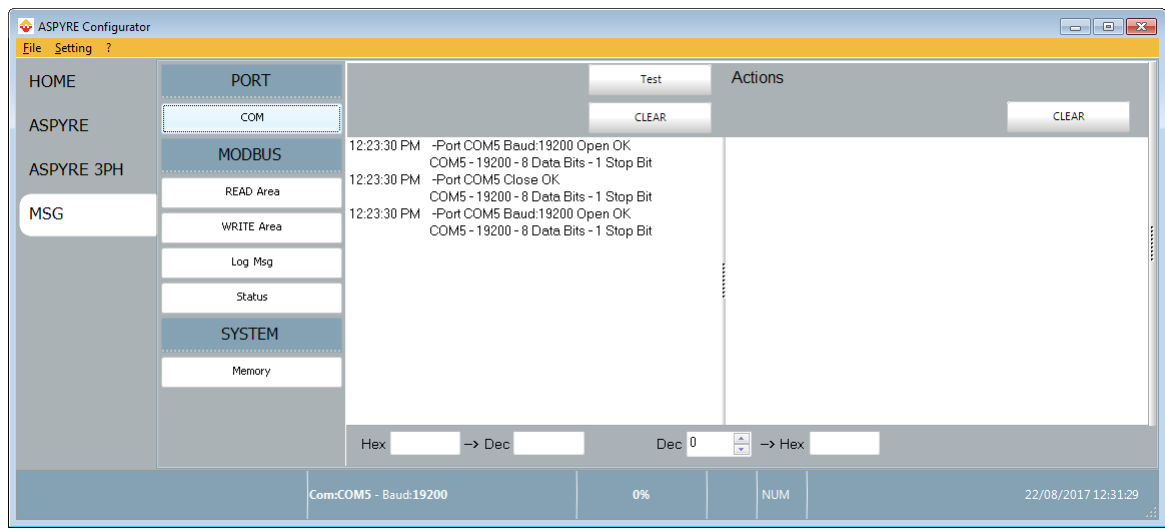 ASPYRE Configurator
File Setting ?
HOME
ASPYRE
ASPYRE 3PH
MSG
PORT
COM
MODBUS
READ Area
WRITE Area
Log Msg
Status
SYSTEM
Memory
Test
CLEAR
12:23:30 PM -Port COM5 Baud:19200 Open OK
COM5 - 19200 - 8 Data Bits - 1 Stop Bit
12:23:30 PM -Port COM5 Close OK
COM5 - 19200 - 8 Data Bits - 1 Stop Bit
12:23:30 PM -Port COM5 Baud:19200 Open OK
COM5 - 19200 - 8 Data Bits - 1 Stop Bit
Actions
CLEAR
Hex --> Dec Dec 0 --> Hex
Com:COM5 - Baud:19200 0% NUM 22/08/2017 12:31:29